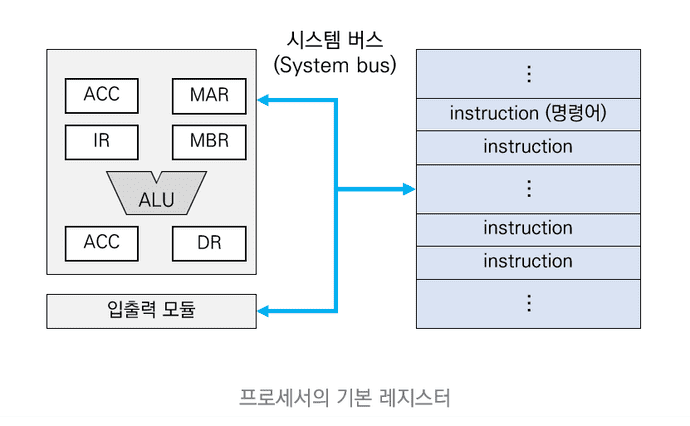 시스템 버스
(System bus)
ACC
MAR
IR
MBR
ALU
ACC
DR
입출력 모듈
⋮
instruction (명령어)
instruction
⋮
instruction
instruction
⋮
프로세서의 기본 레지스터